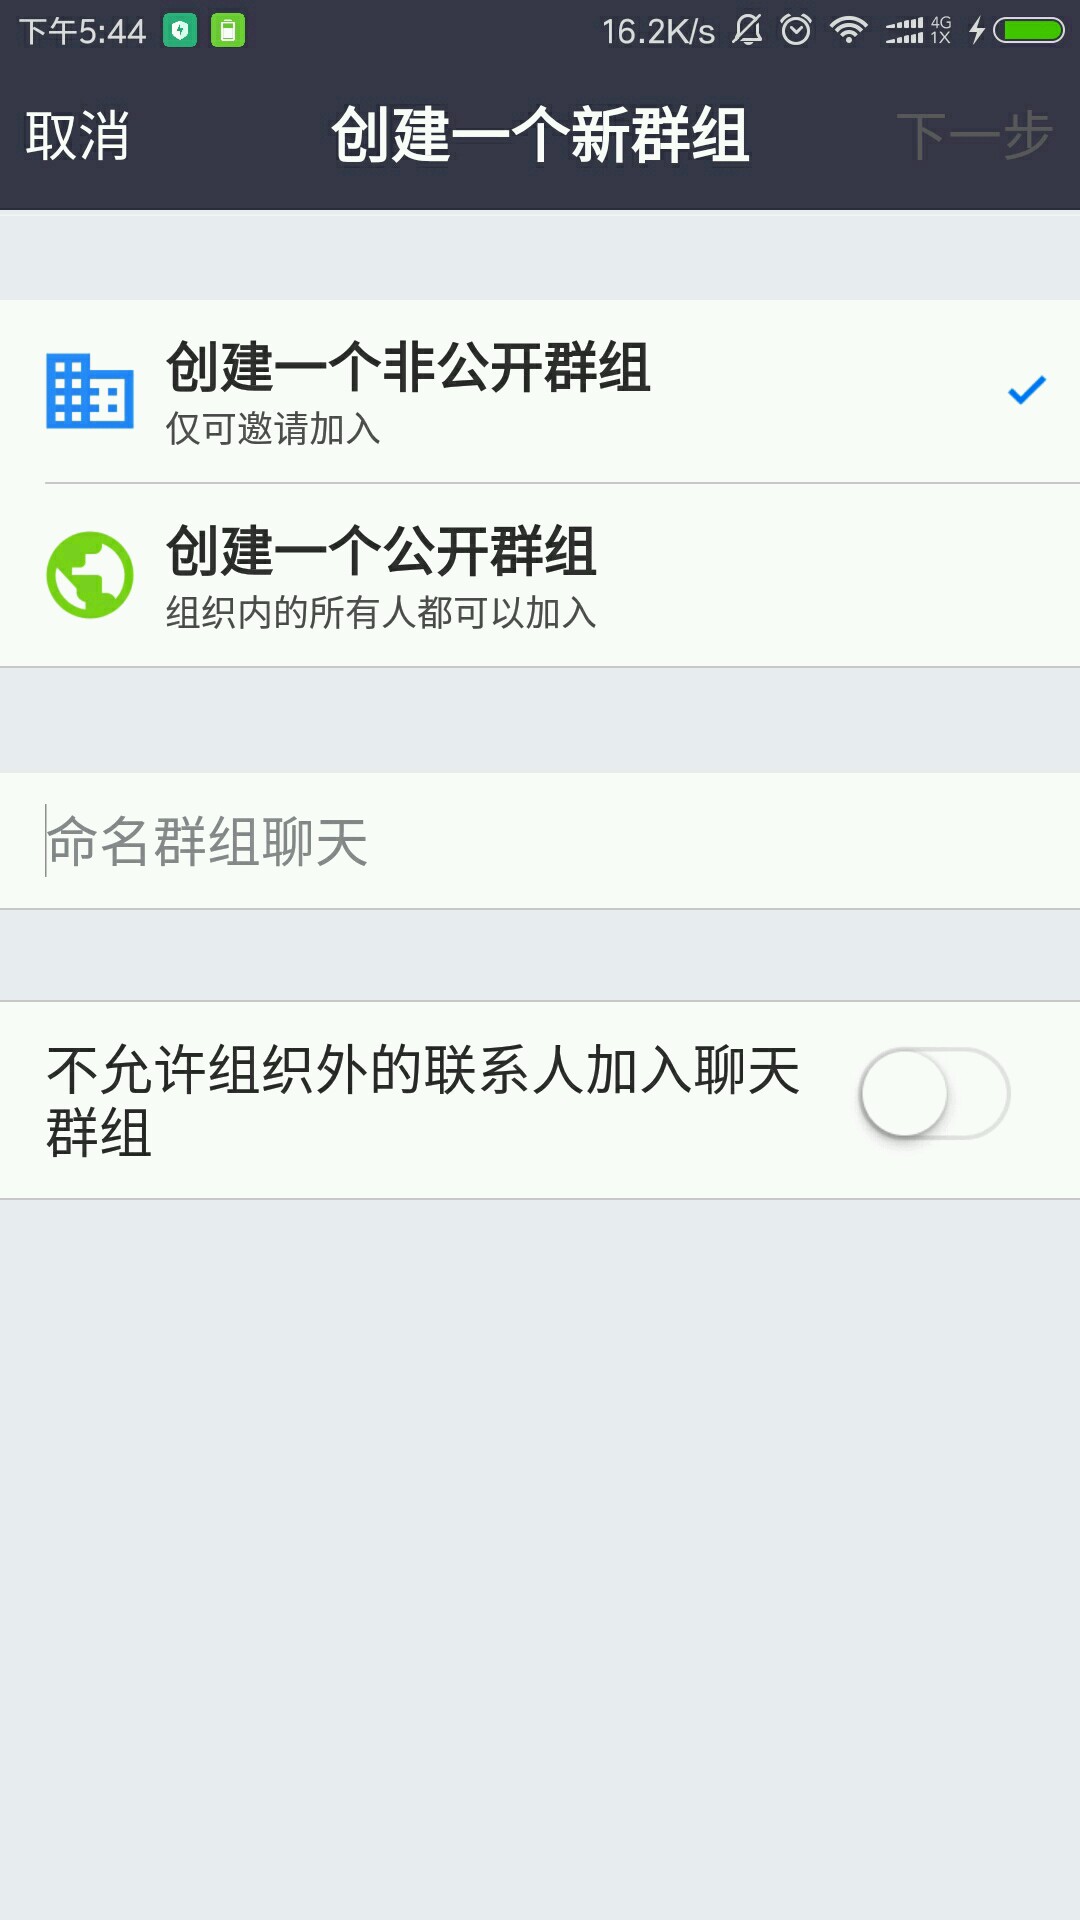 下午5:44
16.2K/s
4G
1X
取消
创建一个新群组
下一步
创建一个非公开群组
仅可邀请加入
创建一个公开群组
组织内的所有人都可以加入
命名群组聊天
不允许组织外的联系人加入聊天
群组